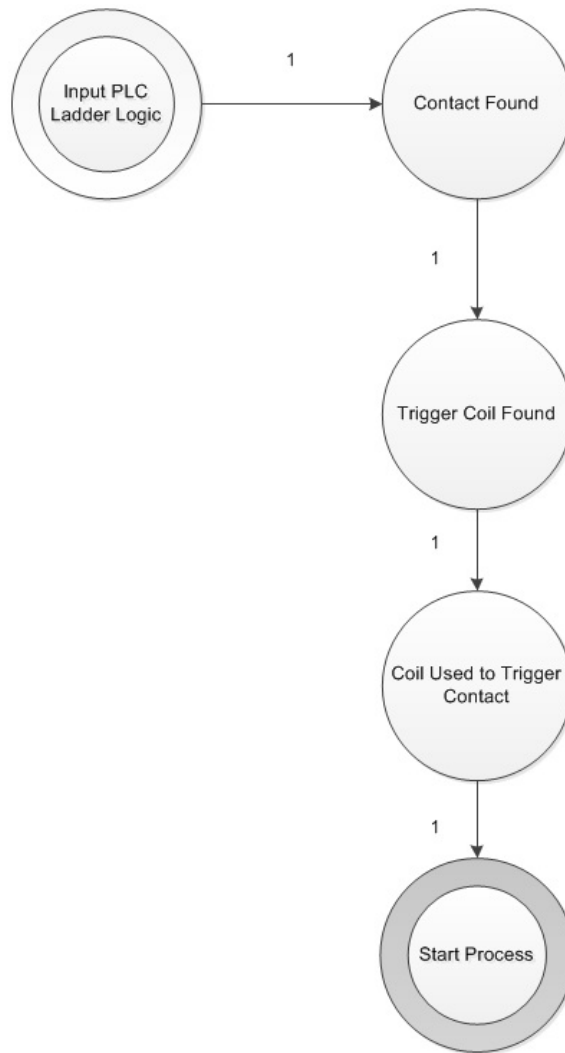 Input PLC
Ladder Logic
1
Contact Found
1
Trigger Coil Found
1
Coil Used to Trigger
Contact
1
Start Process